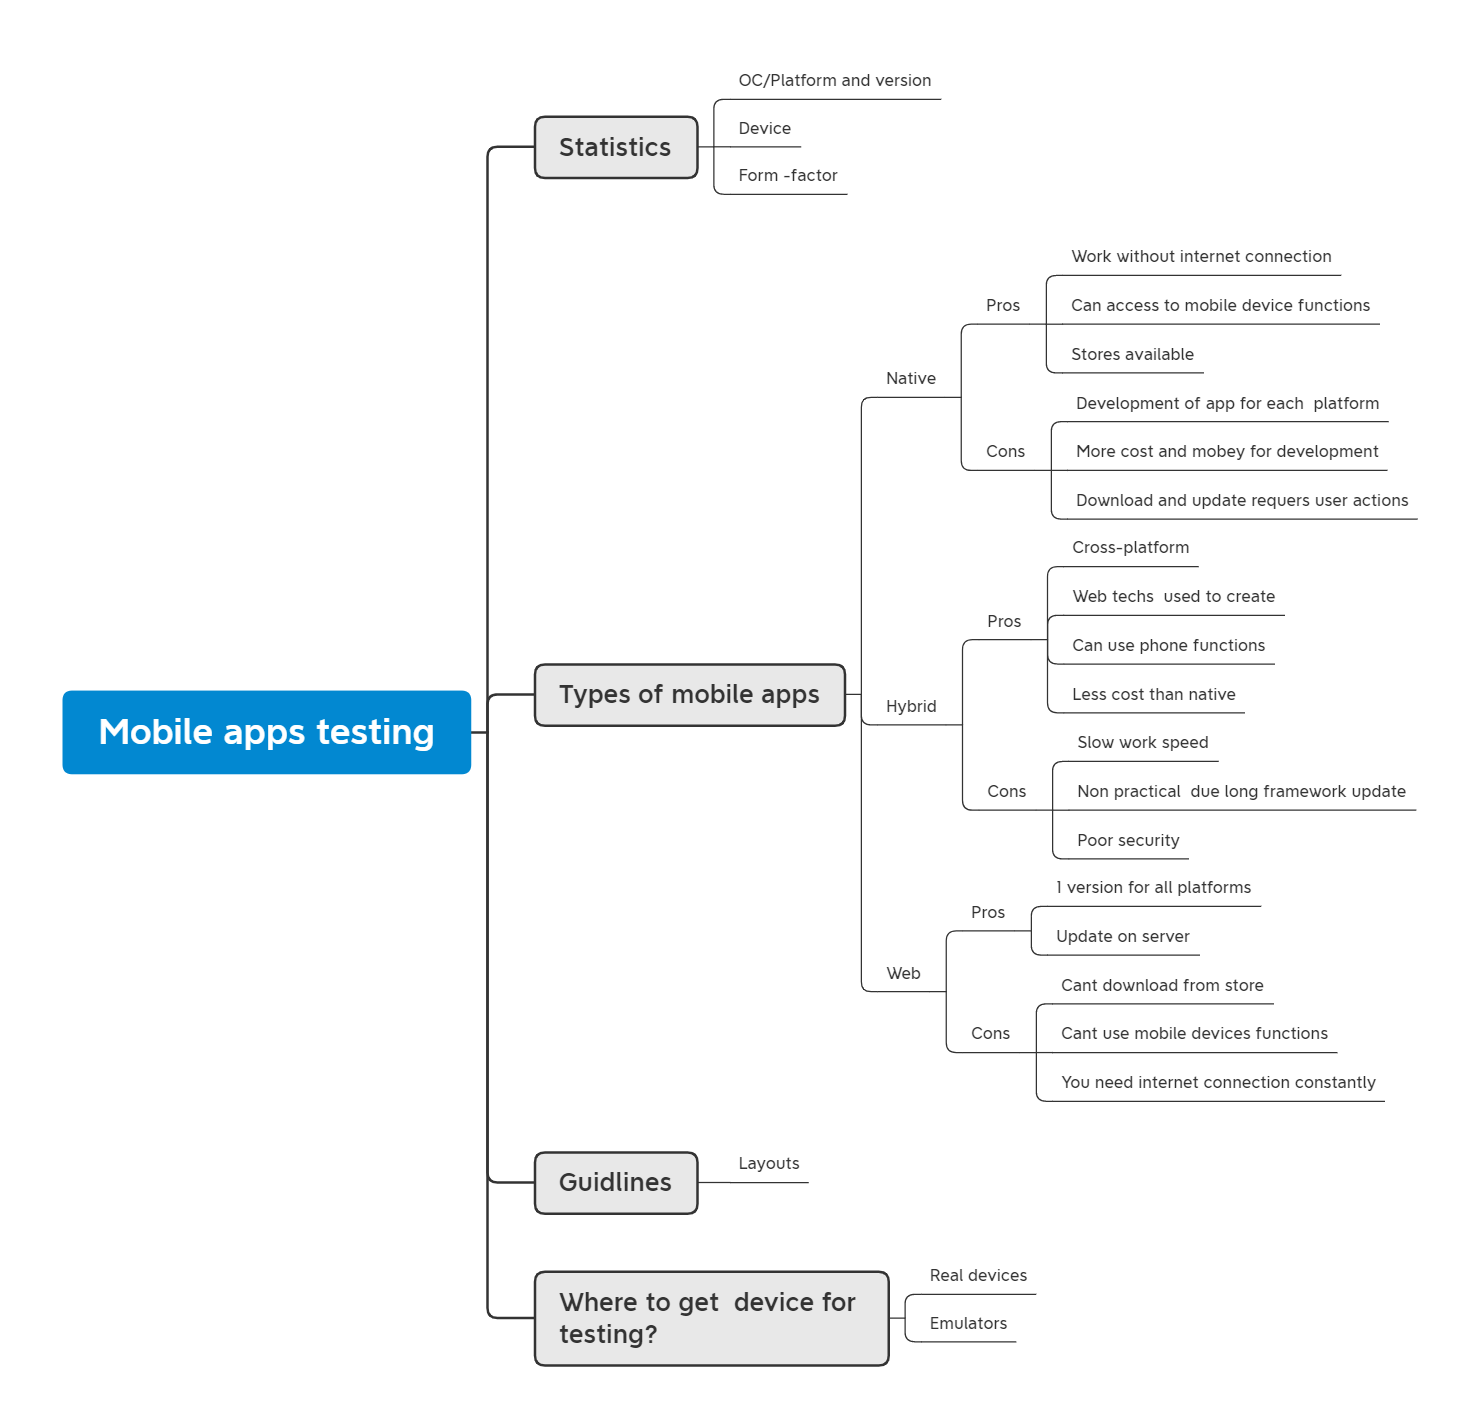 Mobile apps testing
Statistics
OC/Platform and version
Device
Form -factor
Types of mobile apps
Native
Pros
Work without internet connection
Can access to mobile device functions
Stores available
Cons
Development of app for each  platform
More cost and mobey for development
Download and update requers user actions
Hybrid
Pros
Cross-platform
Web techs  used to create
Can use phone functions
Less cost than native
Cons
Slow work speed
Non practical  due long framework update
Poor security
Web
Pros
1 version for all platforms
Update on server
Cons
Cant download from store
Cant use mobile devices functions
You need internet connection constantly
Guidlines
Layouts
Where to get  device for
testing?
Real devices
Emulators